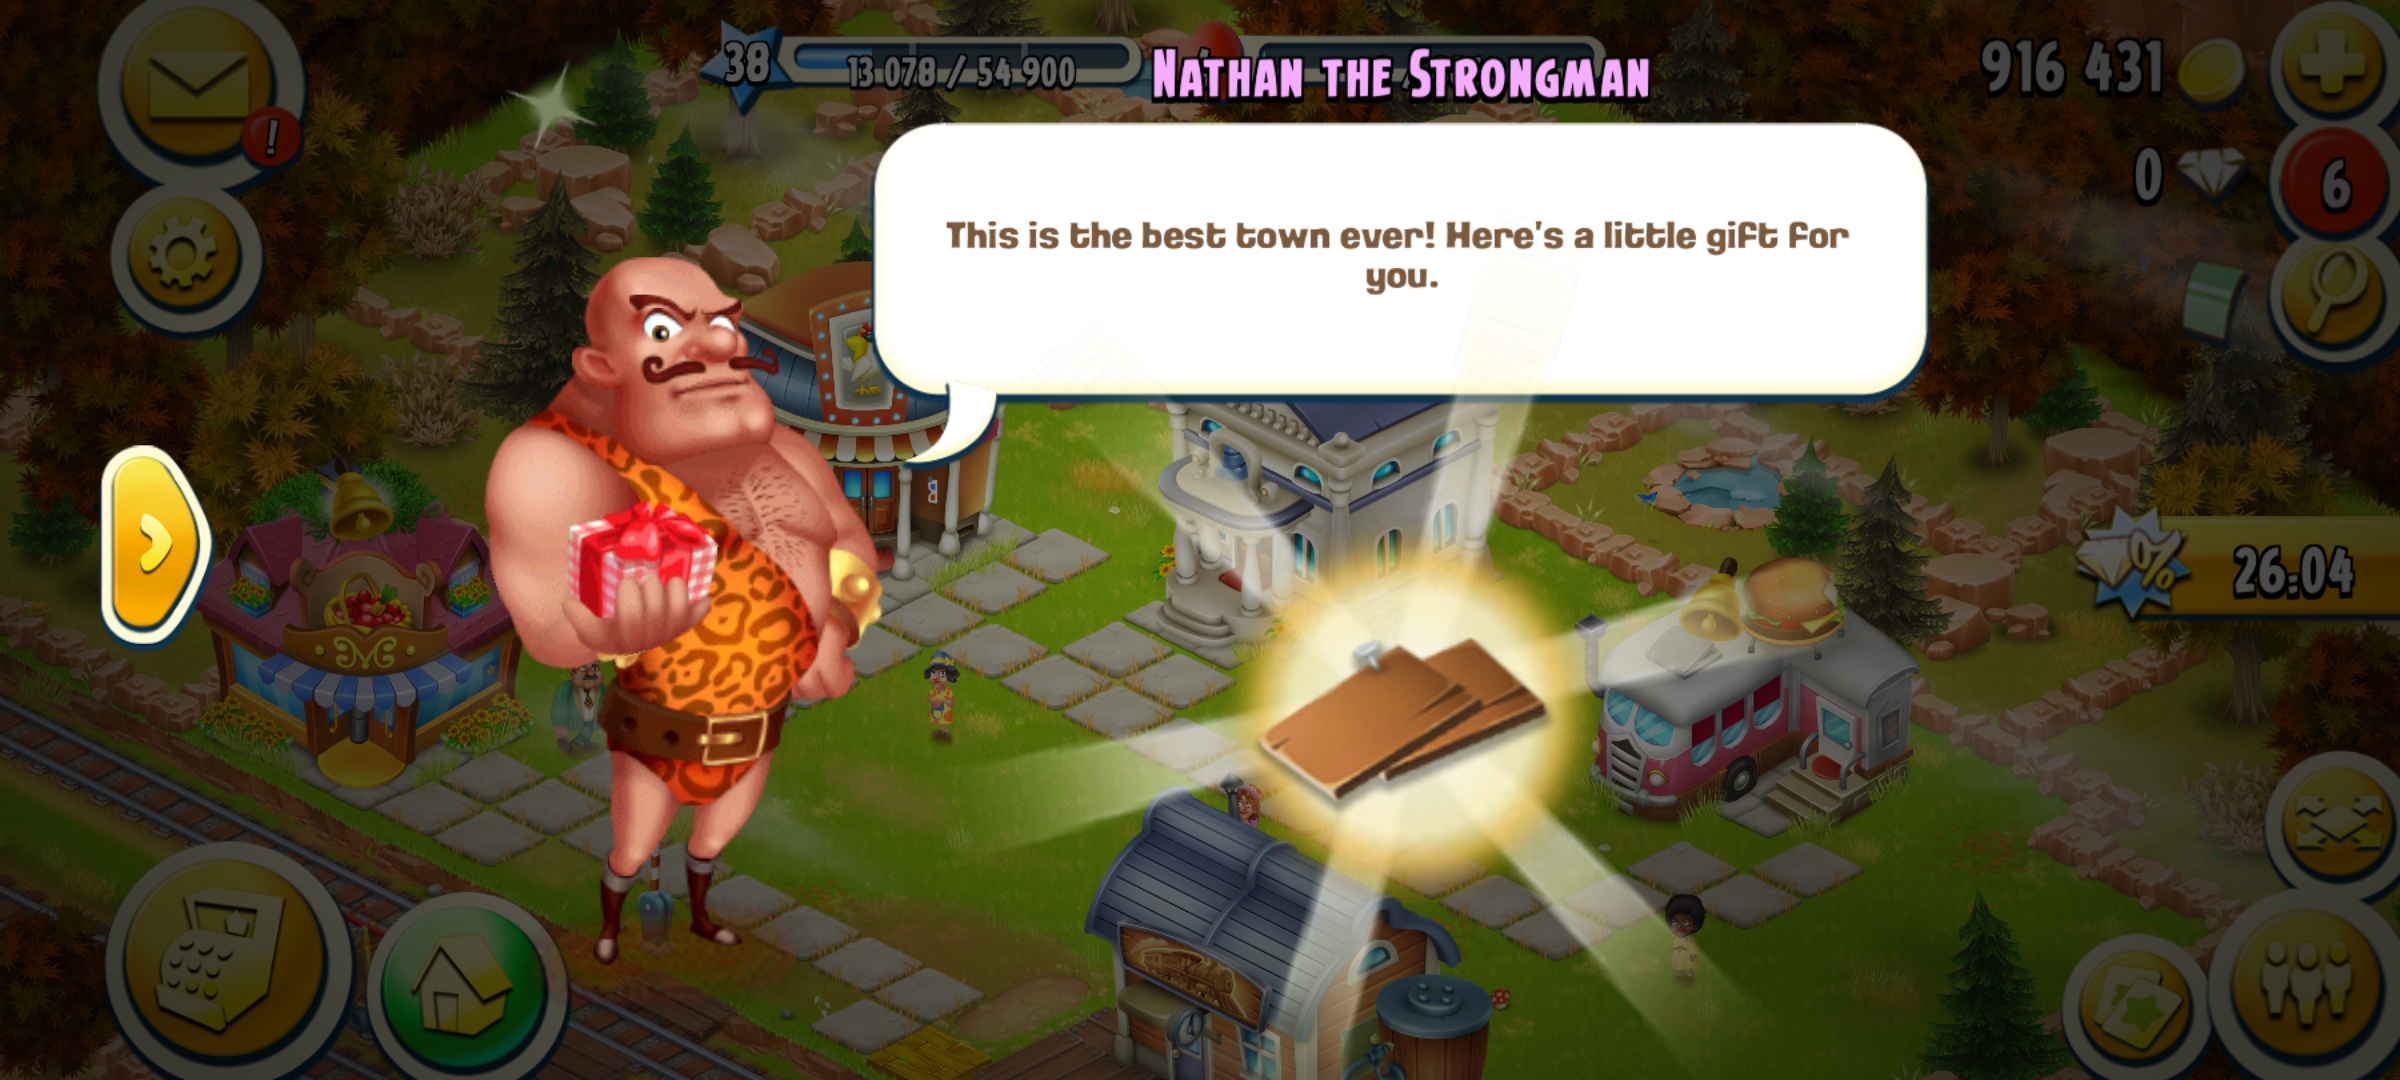 38
13 078 / 54 900
NATHAN THE STRONGMAN
916 431
0
6
!
This is the best town ever! Here's a little gift for
you.
%
26:04